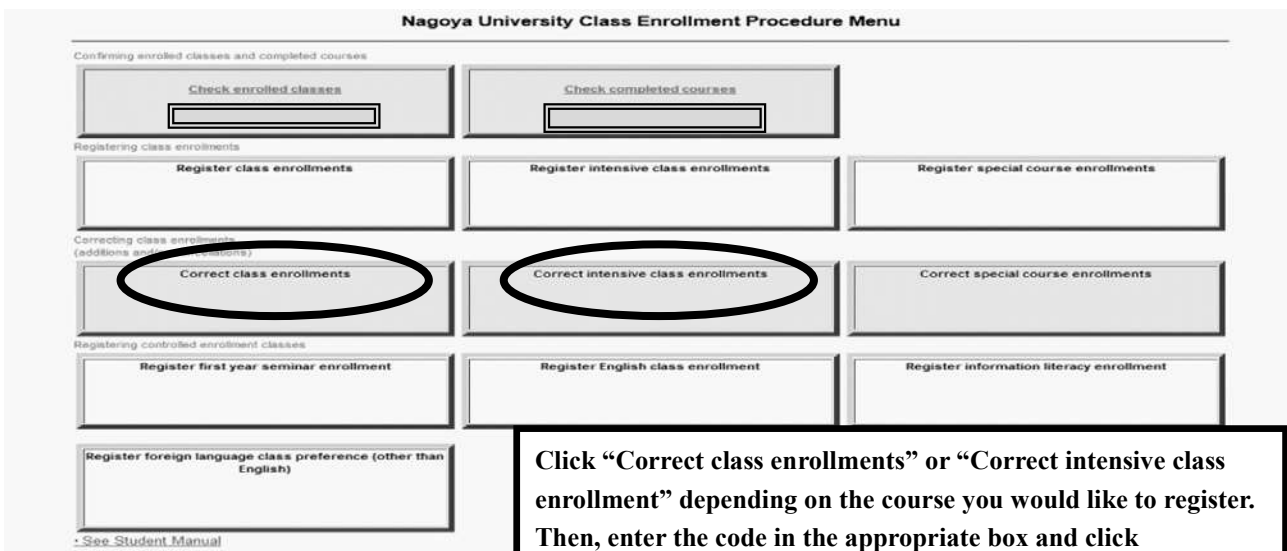 Nagoya University Class Enrollment Procedure Menu
Confirming enrolled classes and completed courses
Check enrolled classes
Check completed courses
Registering class enrollments
Register class enrollments
Register intensive class enrollments
Register special course enrollments
Correcting class enrollments
(additions and/or cancellations)
Correct class enrollments
Correct intensive class enrollments
Correct special course enrollments
Registering controlled enrollment classes
Register first year seminar enrollment
Register English class enrollment
Register information literacy enrollment
Register foreign language class preference (other than
English)
Click “Correct class enrollments” or “Correct intensive class
enrollment” depending on the course you would like to register.
Then, enter the code in the appropriate box and click
· See Student Manual